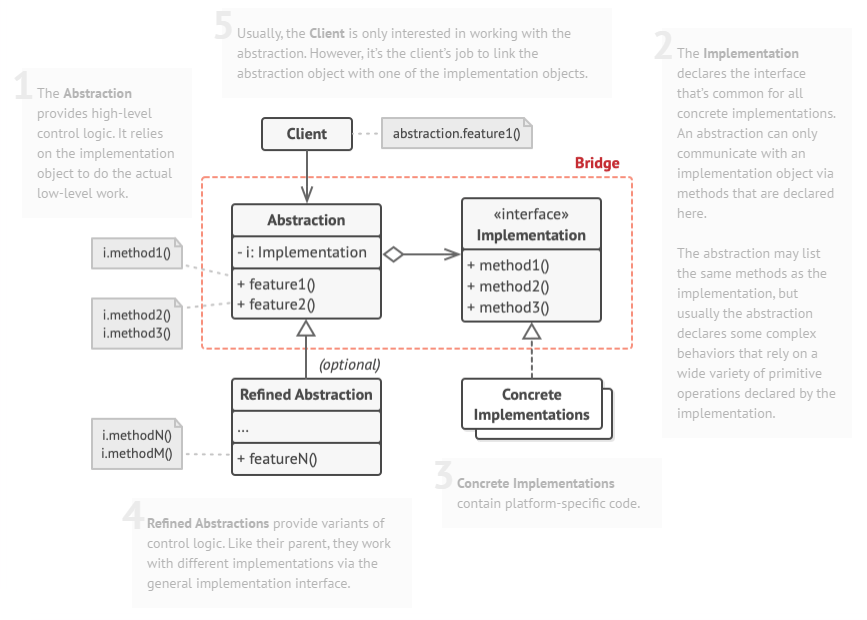 5
Usually, the Client is only interested in working with the
abstraction. However, it's the client's job to link the
abstraction object with one of the implementation objects.
1
The Abstraction
provides high-level
control logic. It relies
on the implementation
object to do the actual
low-level work.
2
The Implementation
declares the interface
that's common for all
concrete implementations.
An abstraction can only
communicate with an
implementation object via
methods that are declared
here.
The abstraction may list
the same methods as the
implementation, but
usually the abstraction
declares some complex
behaviors that rely on a
wide variety of primitive
operations declared by the
implementation.
Client
abstraction.feature1()
Bridge
Abstraction
- i: Implementation
+ feature1()
+ feature2()
«interface»
Implementation
+ method1()
+ method2()
+ method3()
i.method1()
i.method2()
i.method3()
(optional)
Refined Abstraction
...
+ featureN()
Concrete
Implementations
i.methodN()
i.methodM()
3
Concrete Implementations
contain platform-specific code.
4
Refined Abstractions provide variants of
control logic. Like their parent, they work
with different implementations via the
general implementation interface.